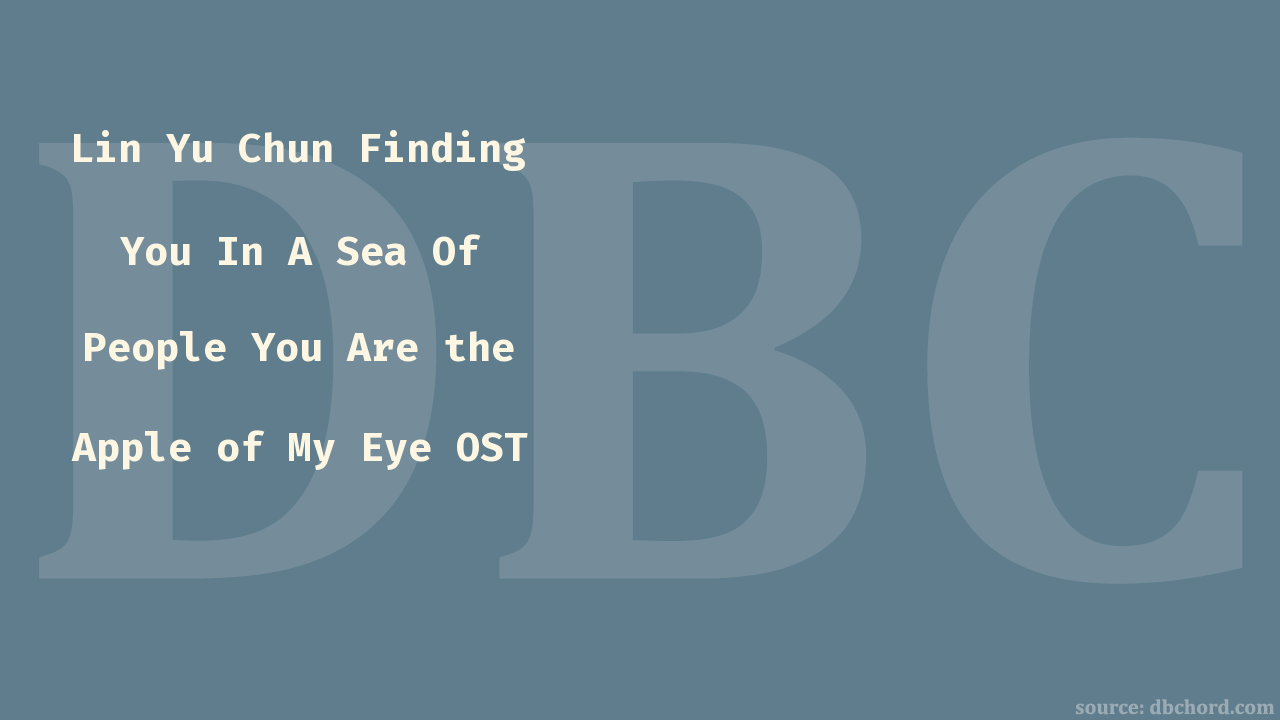 Lin Yu Chun Finding
You In A Sea Of
People You Are the
Apple of My Eye OST
DBC
source: dbchord.com